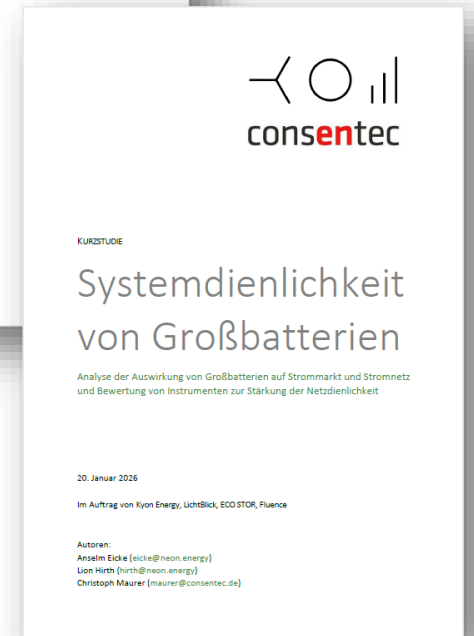 consentec
KURZSTUDIE
Systemdienlichkeit
von Großbatterien
Analyse der Auswirkung von Großbatterien auf Strommarkt und Stromnetz
und Bewertung von Instrumenten zur Stärkung der Netzdienlichkeit
20. Januar 2026
Im Auftrag von Kyon Energy, LichtBlick, ECO STOR, Fluence
Autoren:
Anselm Eicke (eicke@neon.energy)
Lion Hirth (hirth@neon.energy)
Christoph Maurer (maurer@consentec.de)